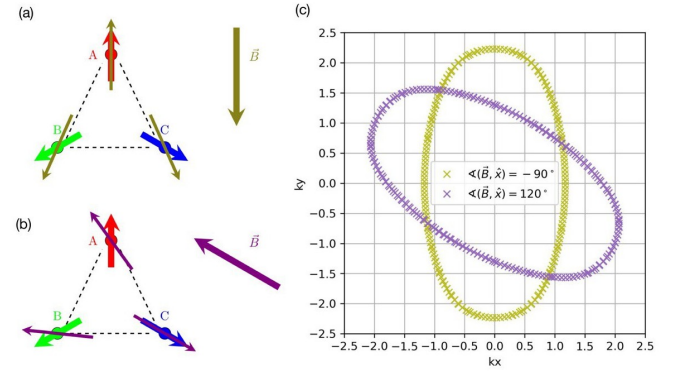 (a)
A
B
C
B⃗
(b)
A
B
C
B⃗
(c)
2.5
2.0
1.5
1.0
0.5
0.0
−0.5
−1.0
−1.5
−2.0
−2.5
ky
∢(B⃗, x̂) = −90°
∢(B⃗, x̂) = 120°
−2.5 −2.0 −1.5 −1.0 −0.5 0.0 0.5 1.0 1.5 2.0 2.5
kx